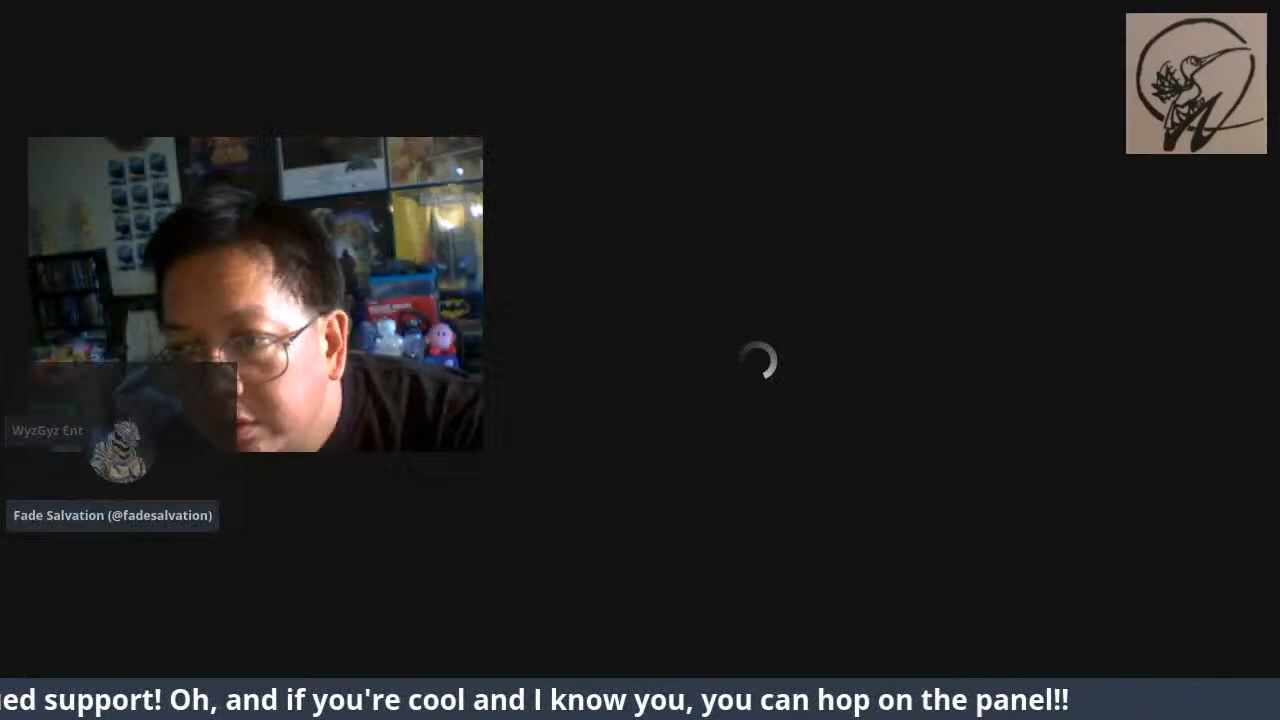 WyzGyz Ent
Fade Salvation (@fadesalvation)
ed support! Oh, and if you're cool and I know you, you can hop on the panel!!